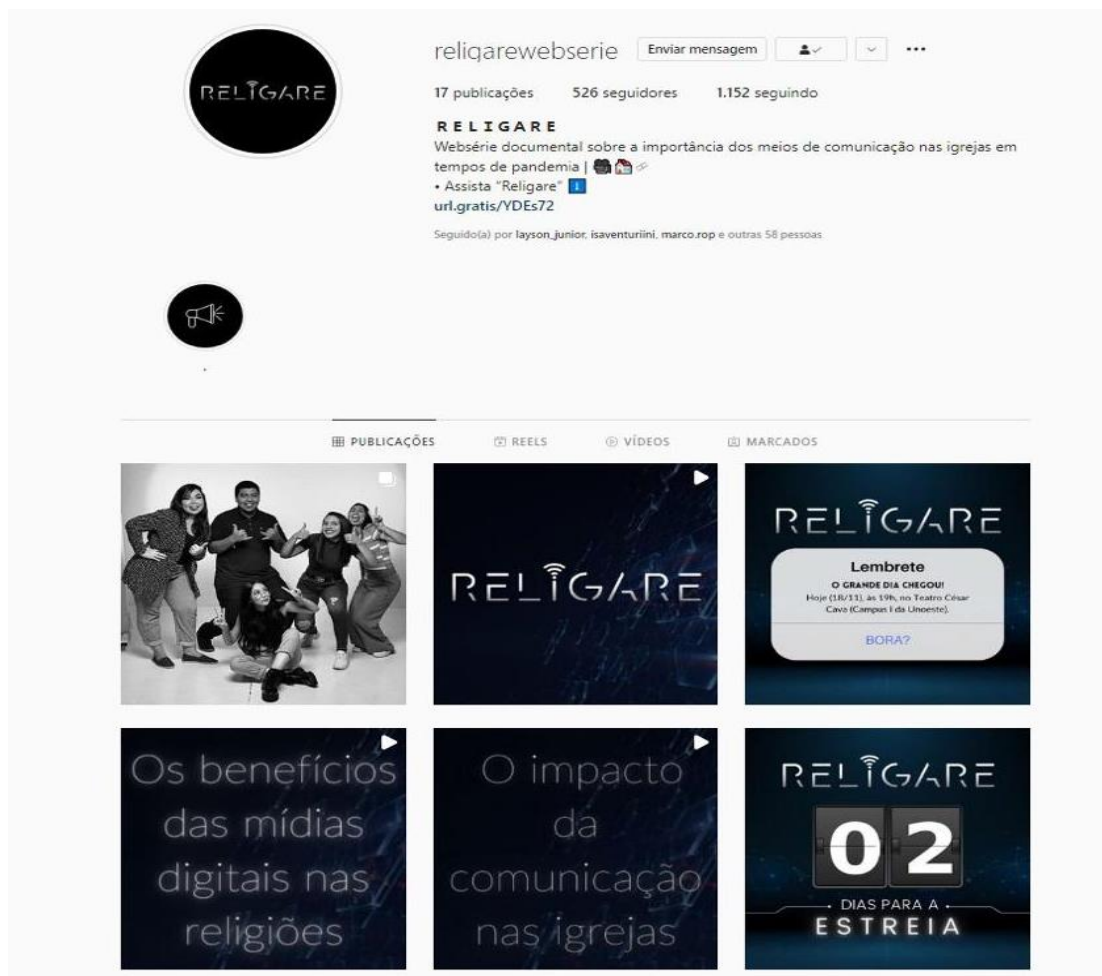 RELIGARE
religarewebserie Enviar mensagem
17 publicações 526 seguidores 1.152 seguindo
RELIGARE
Websérie documental sobre a importância dos meios de comunicação nas igrejas em
tempos de pandemia |
• Assista "Religare"
url.gratis/YDEs72
Seguido(a) por layson_junior, isaventuriini, marco.rop e outras 58 pessoas
PUBLICAÇÕES REELS VÍDEOS MARCADOS
RELIGARE
RELIGARE
Lembrete
O GRANDE DIA CHEGOU!
Hoje (18/11), às 19h, no Teatro César
Cava (Campus I da Unoeste).
BORA?
Os benefícios
das mídias
digitais nas
religiões
O impacto
da
comunicação
nas igrejas
RELIGARE
02
DIAS PARA A
ESTREIA